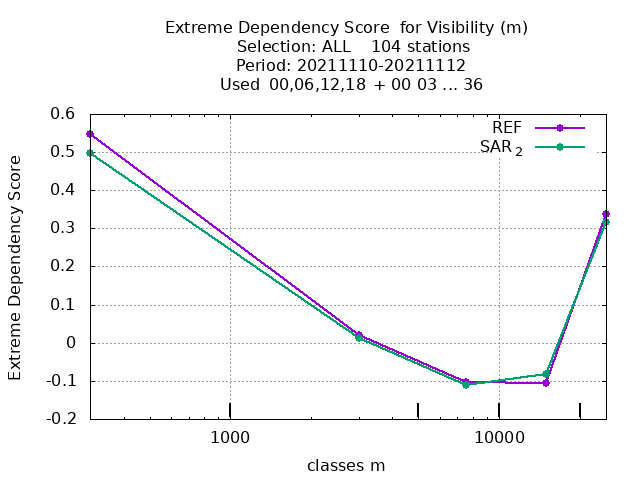 Extreme Dependency Score  for Visibility (m)
Selection: ALL    104 stations
Period: 20211110-20211112
Used  00,06,12,18  + 00 03 ... 36
REF
SAR 2
Extreme Dependency Score
0.6
0.5
0.4
0.3
0.2
0.1
0
-0.1
-0.2
1000
10000
classes m